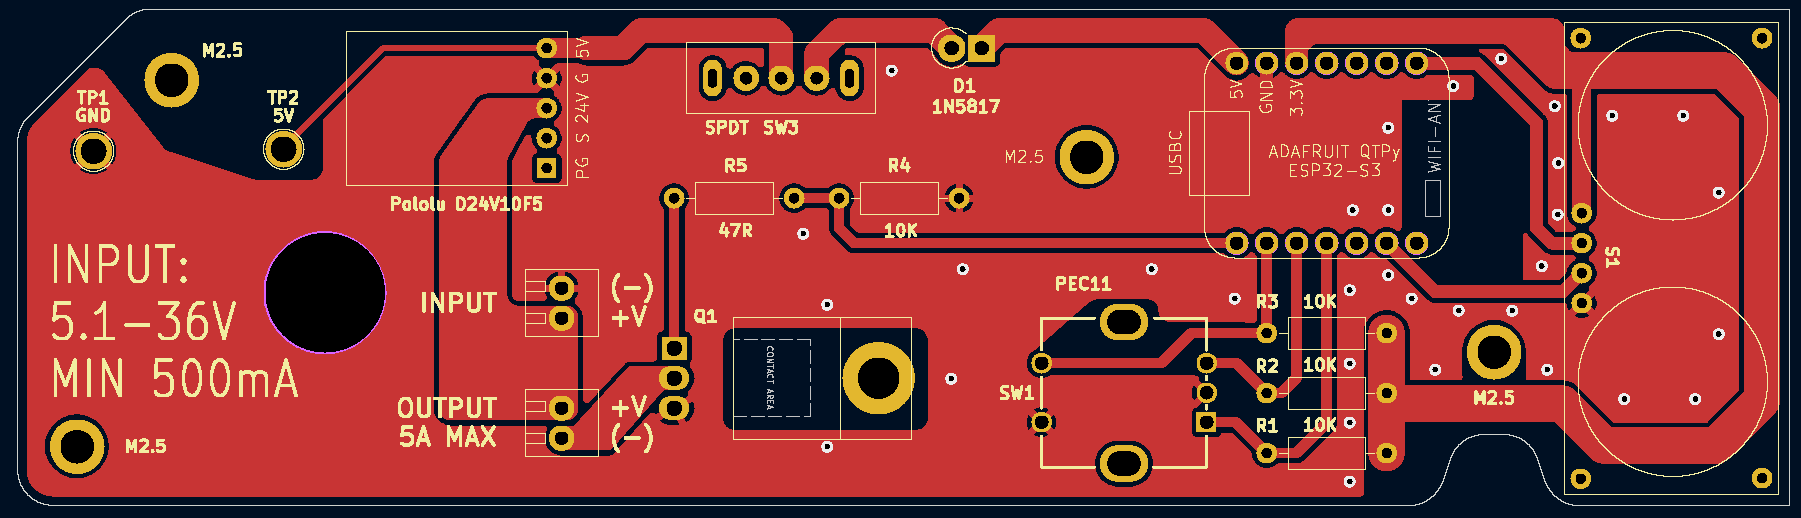 M2.5
TP1
GND
TP2
5V
5V
G
24V
S
PG
Pololu D24V10F5
SPDT SW3
D1
1N5817
5V
GND
3.3V
USBC
ADAFRUIT QTPy
ESP32-S3
WIFI-AN
M2.5
R5
47R
R4
10K
S1
INPUT:
5.1-36V
MIN 500mA
INPUT
(-)
+V
Q1
CONTACT AREA
PEC11
SW1
R3 10K
R2 10K
R1 10K
M2.5
OUTPUT
5A MAX
+V
(-)
M2.5